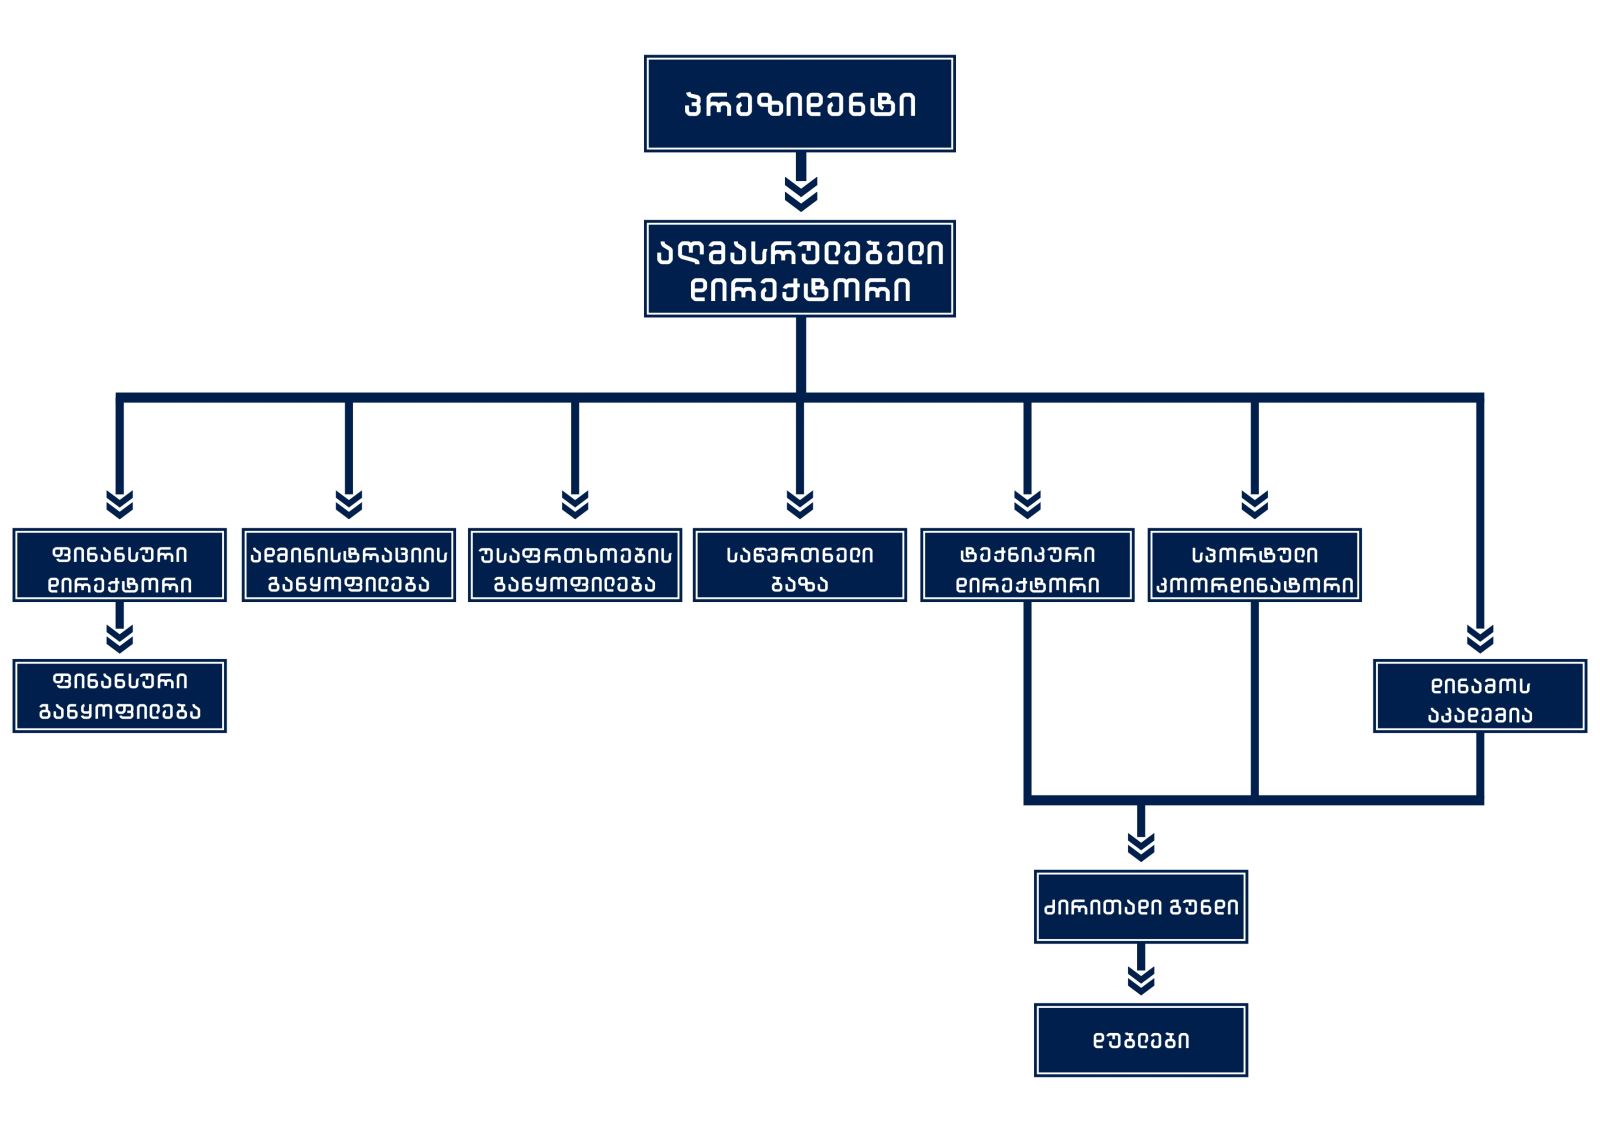 პრეზიდენტი
აღმასრულებელი
დირექტორი
ფინანსური
დირექტორი
ადმინისტრაციის
განყოფილება
უსაფრთხოების
განყოფილება
საწვრთნელი
ბაზა
ტექნიკური
დირექტორი
სპორტული
კოორდინატორი
ფინანსური
განყოფილება
დინამოს
აკადემია
ძირითადი გუნდი
დუბლები